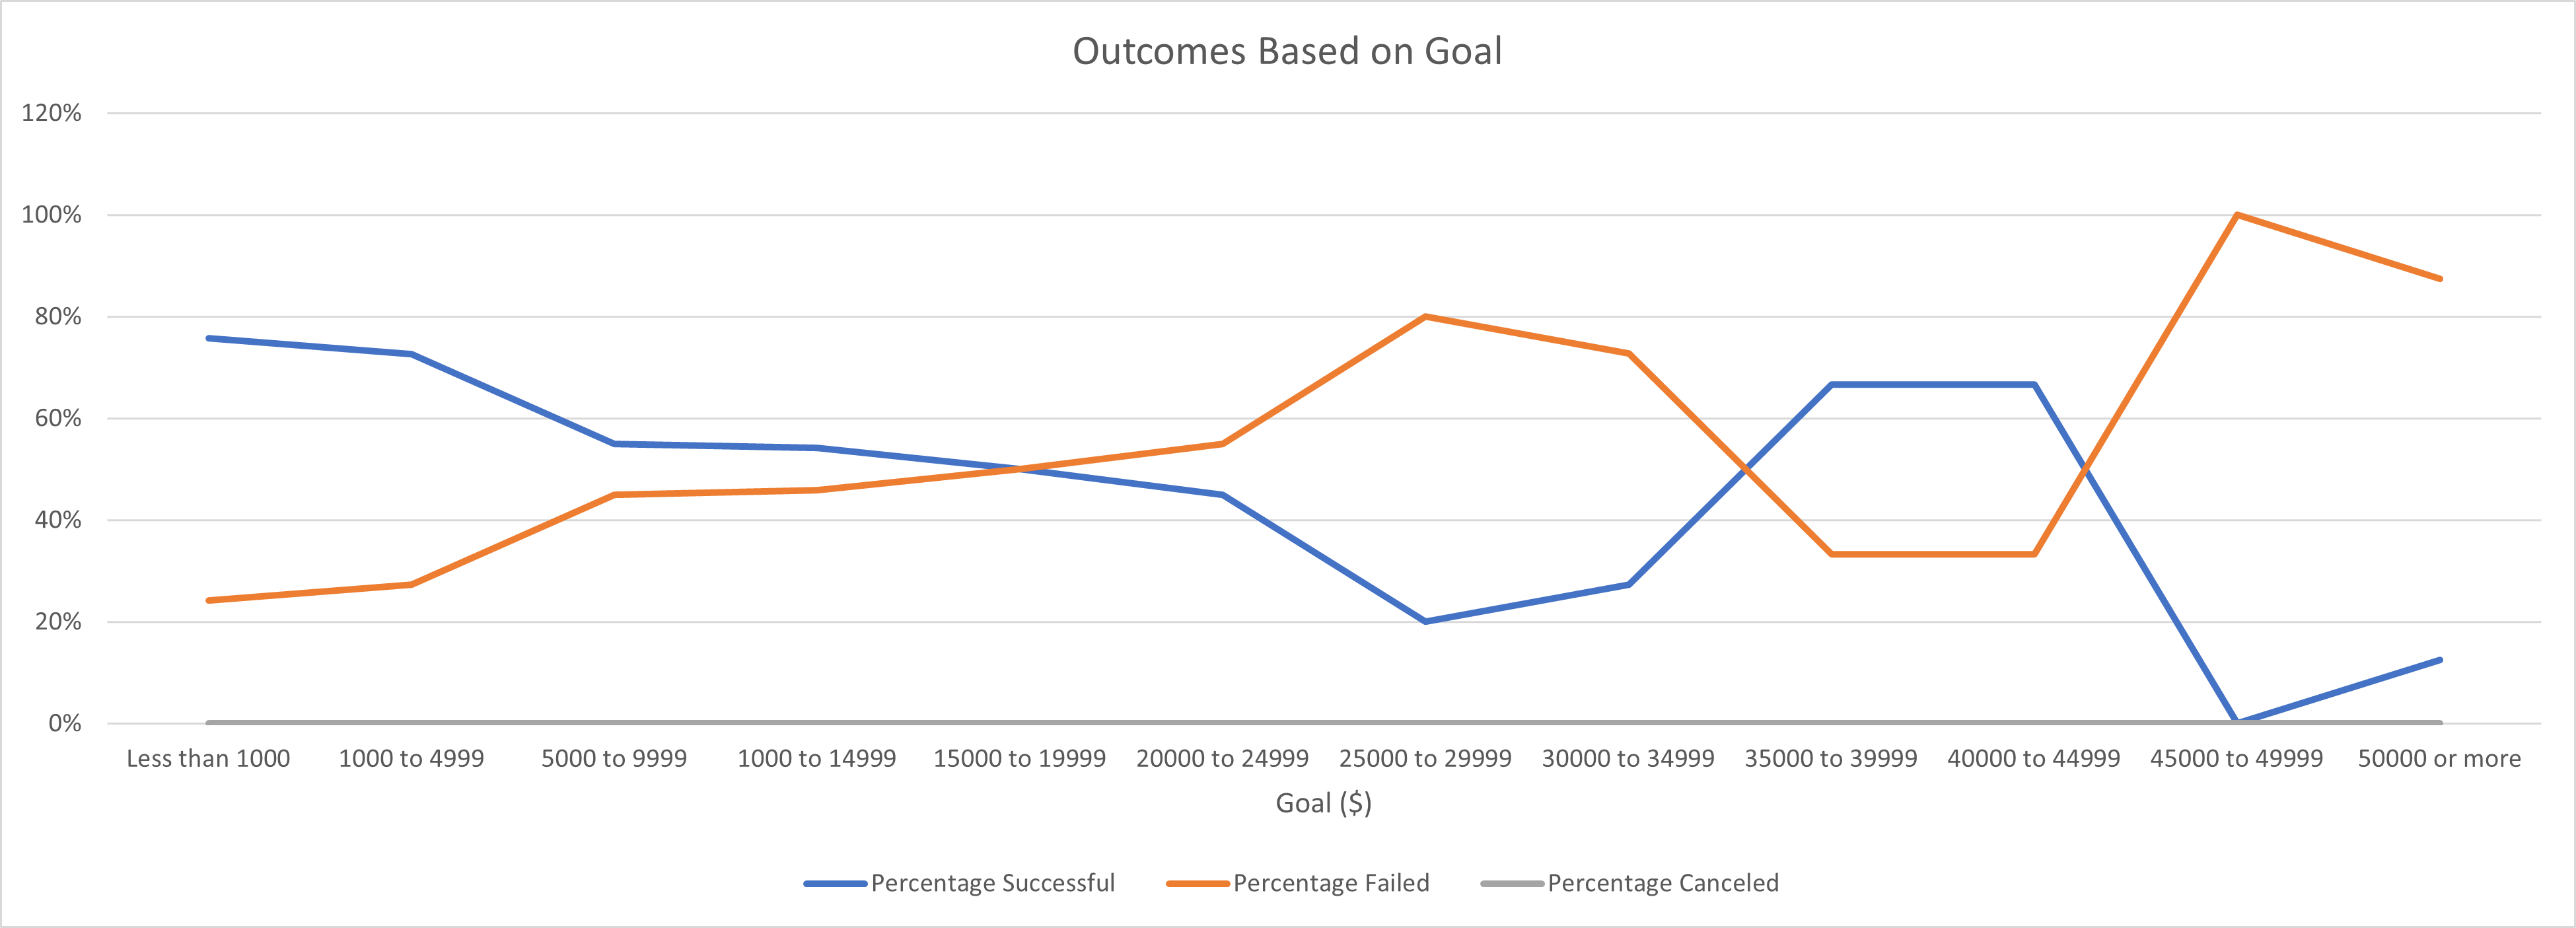 Outcomes Based on Goal
120%
100%
80%
60%
40%
20%
0%
Less than 1000 1000 to 4999 5000 to 9999 1000 to 14999 15000 to 19999 20000 to 24999 25000 to 29999 30000 to 34999 35000 to 39999 40000 to 44999 45000 to 49999 50000 or more
Goal ($)
Percentage Successful Percentage Failed Percentage Canceled